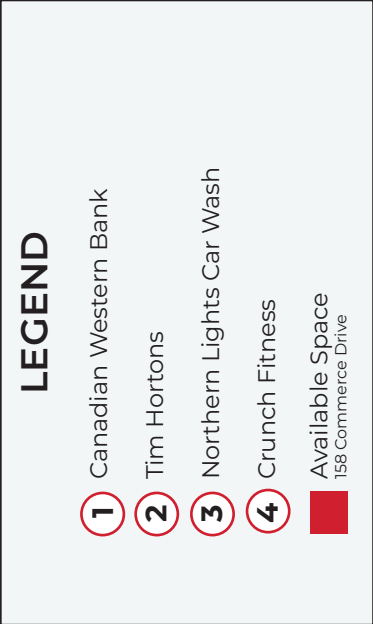 LEGEND
1 Canadian Western Bank
2 Tim Hortons
3 Northern Lights Car Wash
4 Crunch Fitness
Available Space
158 Commerce Drive